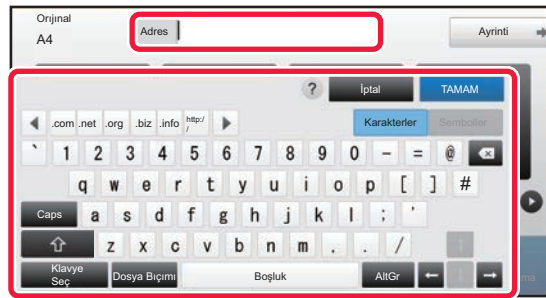 Orijinal
A4
Adres
Ayrinti
?
İptal
TAMAM
.com .net .org .biz .info http:/
/
Karakterler
Semboller
` 1 2 3 4 5 6 7 8 9 0 - = @
q w e r t y u i o p [ ] #
Caps a s d f g h j k l ; '
z x c v b n m , . /
Klavye
Seç
Dosya Bıçımı
Boşluk
AltGr